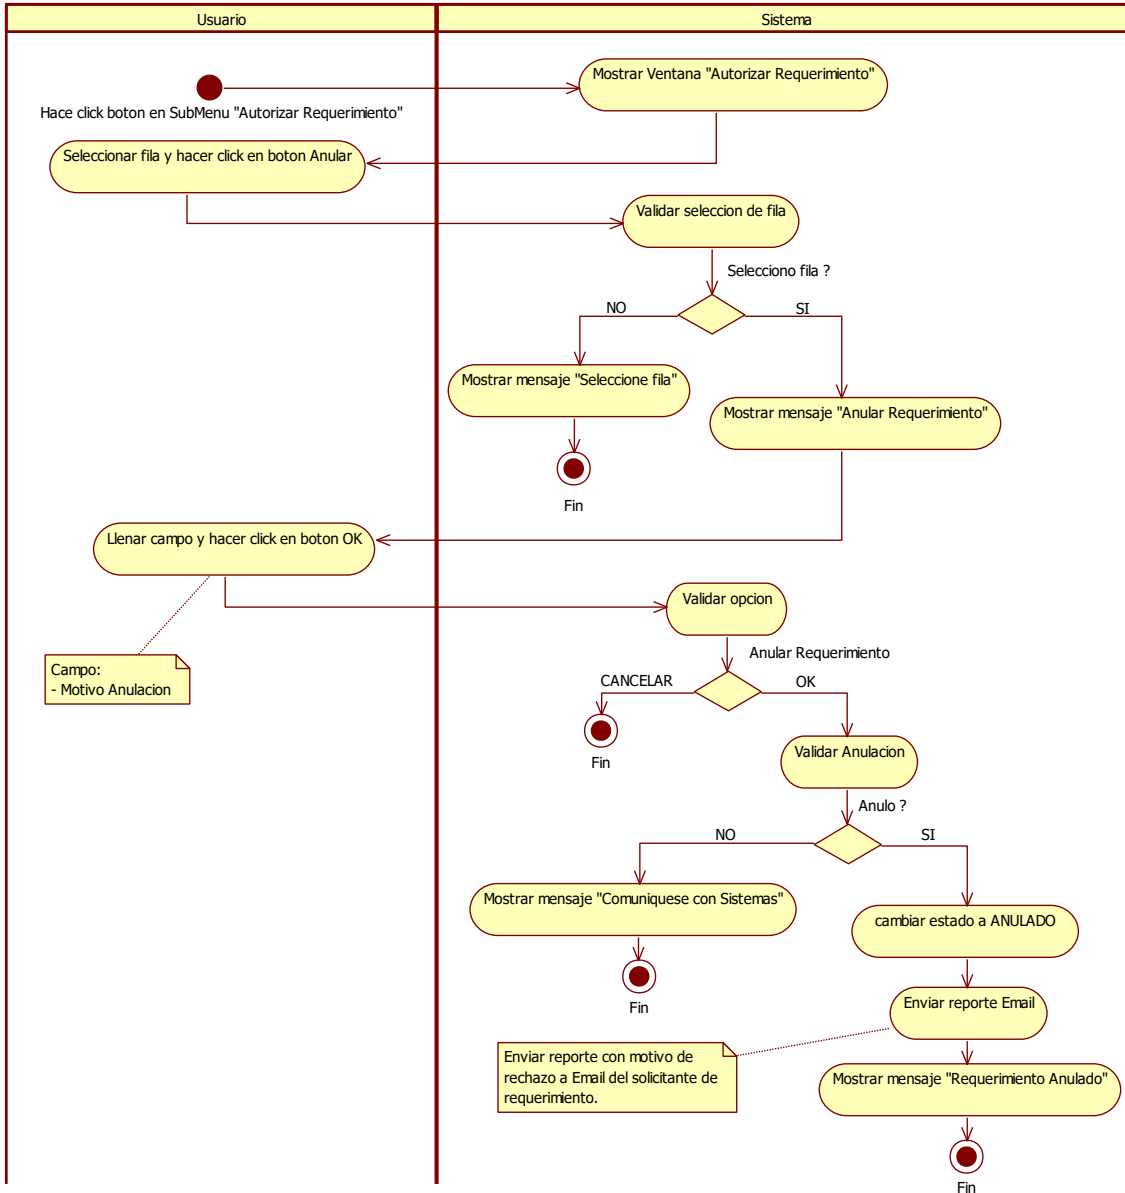 Usuario
Sistema
Mostrar Ventana "Autorizar Requerimiento"
Hace click boton en SubMenu "Autorizar Requerimiento"
Seleccionar fila y hacer click en boton Anular
Validar seleccion de fila
Selecciono fila ?
NO
SI
Mostrar mensaje "Seleccione fila"
Mostrar mensaje "Anular Requerimiento"
Fin
Llenar campo y hacer click en boton OK
Validar opcion
Campo:
- Motivo Anulacion
Anular Requerimiento
CANCELAR
OK
Fin
Validar Anulacion
Anulo ?
NO
SI
Mostrar mensaje "Comuniquese con Sistemas"
cambiar estado a ANULADO
Fin
Enviar reporte Email
Enviar reporte con motivo de
rechazo a Email del solicitante de
requerimiento.
Mostrar mensaje "Requerimiento Anulado"
Fin